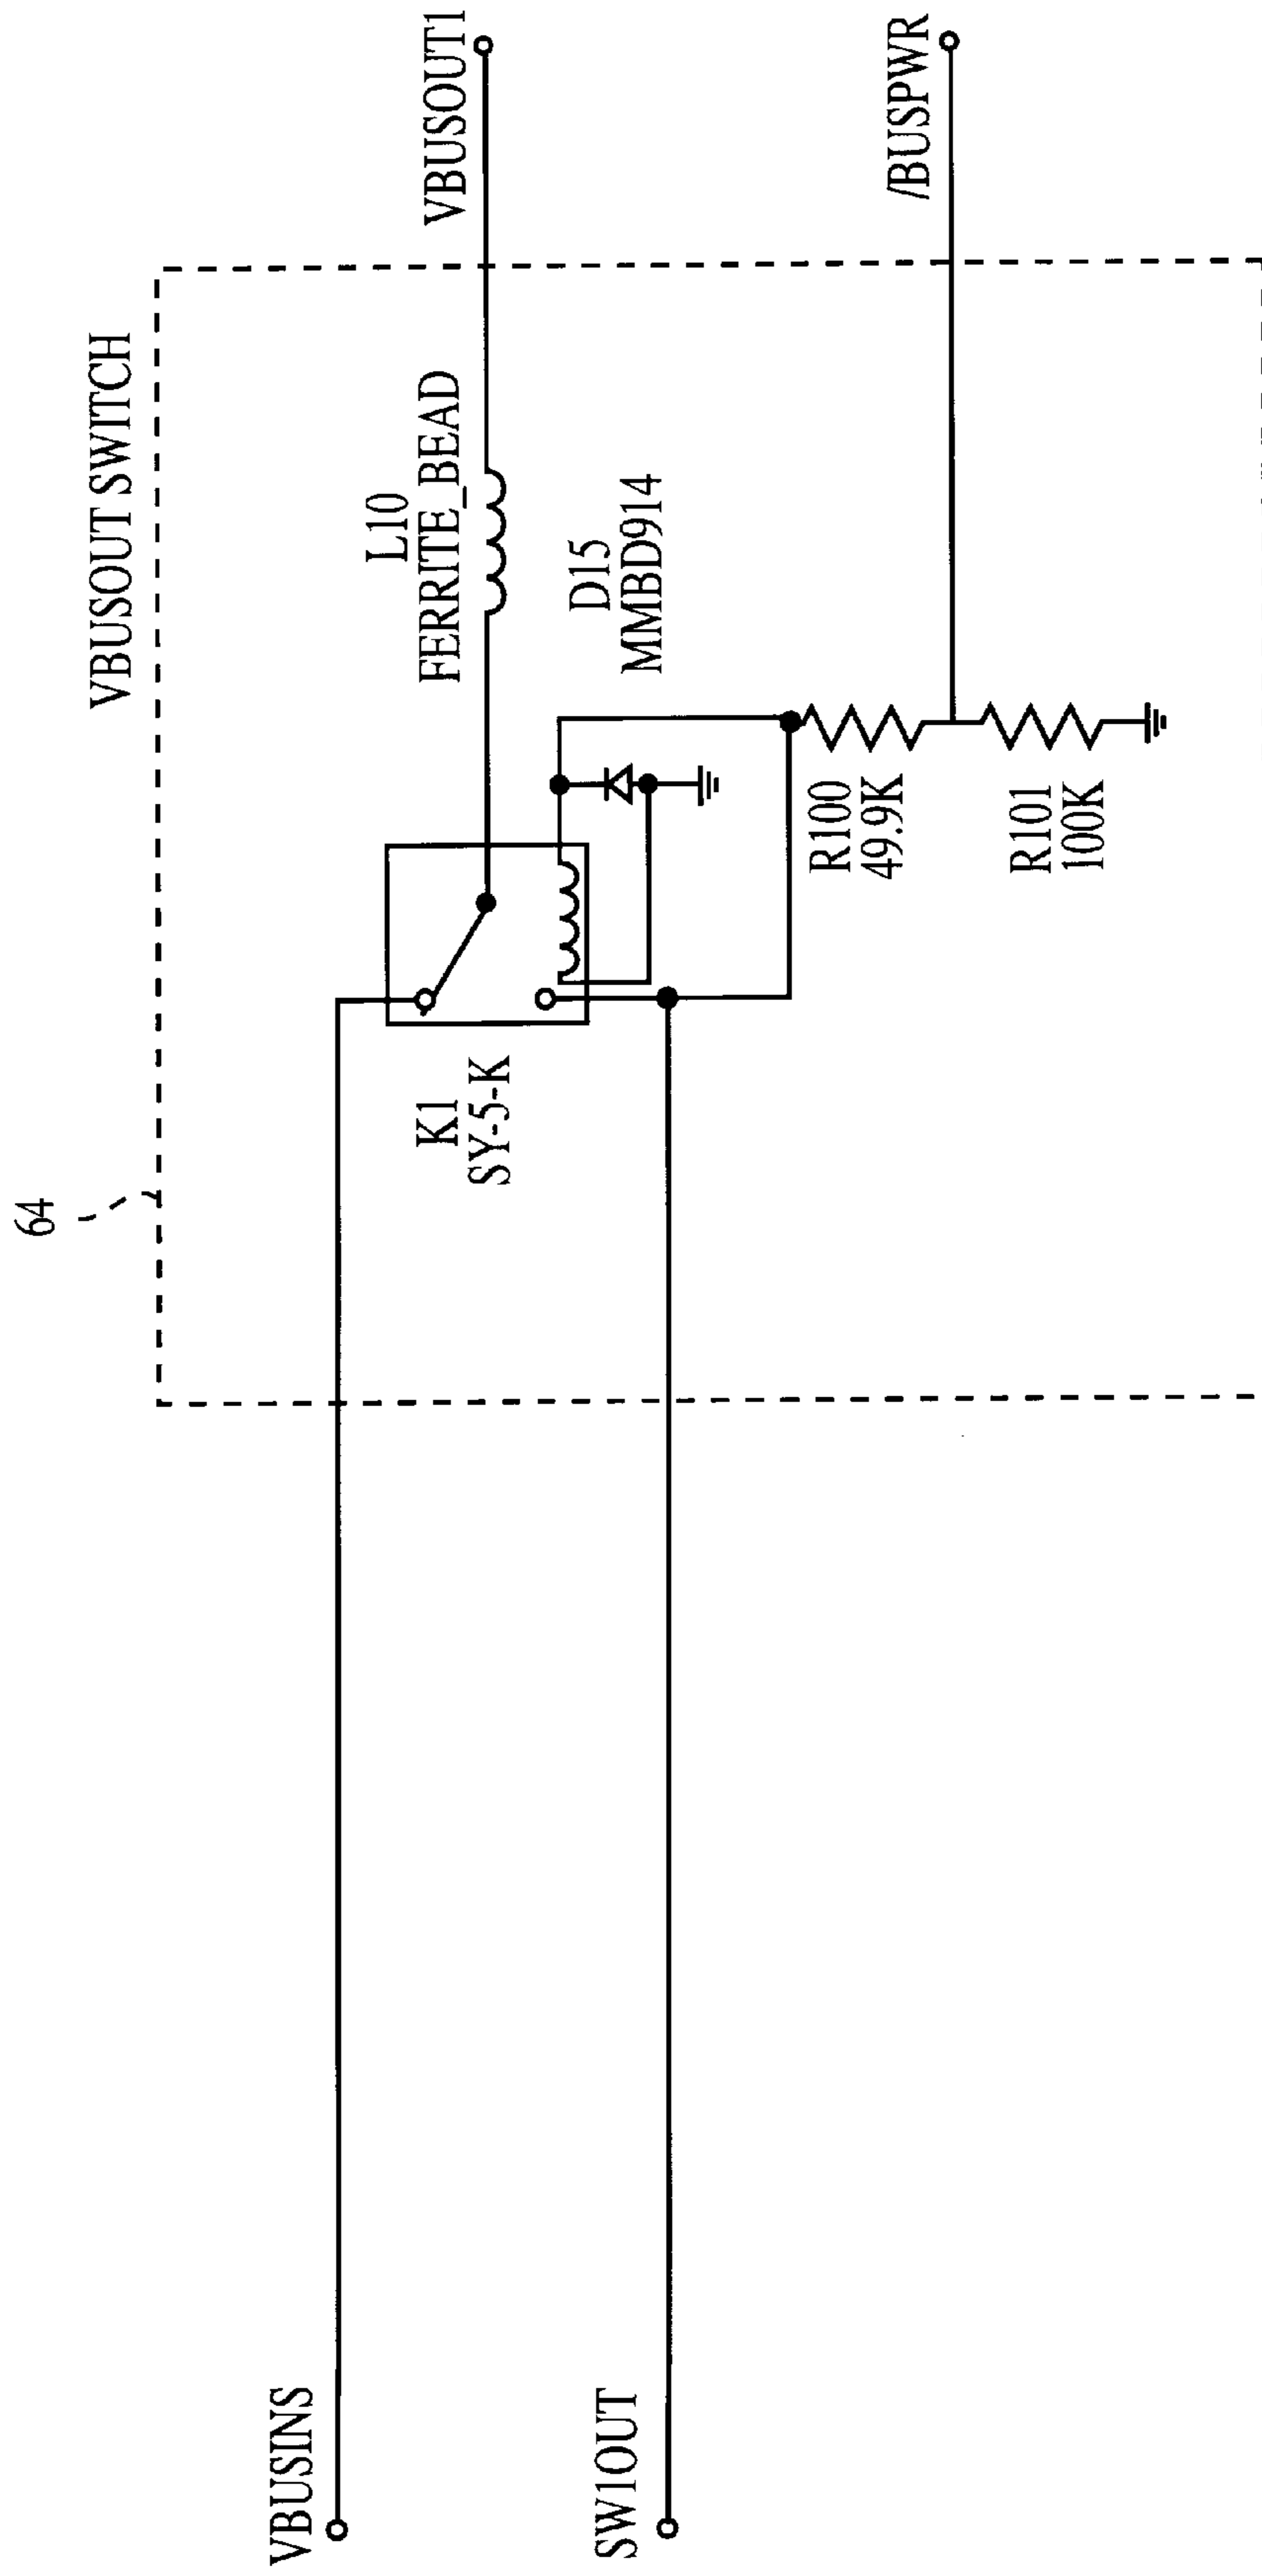 64
VBUSOUT SWITCH
VBUSINS
VBUSOUT1
L10
FERRITE_BEAD
K1
SY-5-K
D15
MMBD914
SW1OUT
R100
49.9K
/BUSPWR
R101
100K